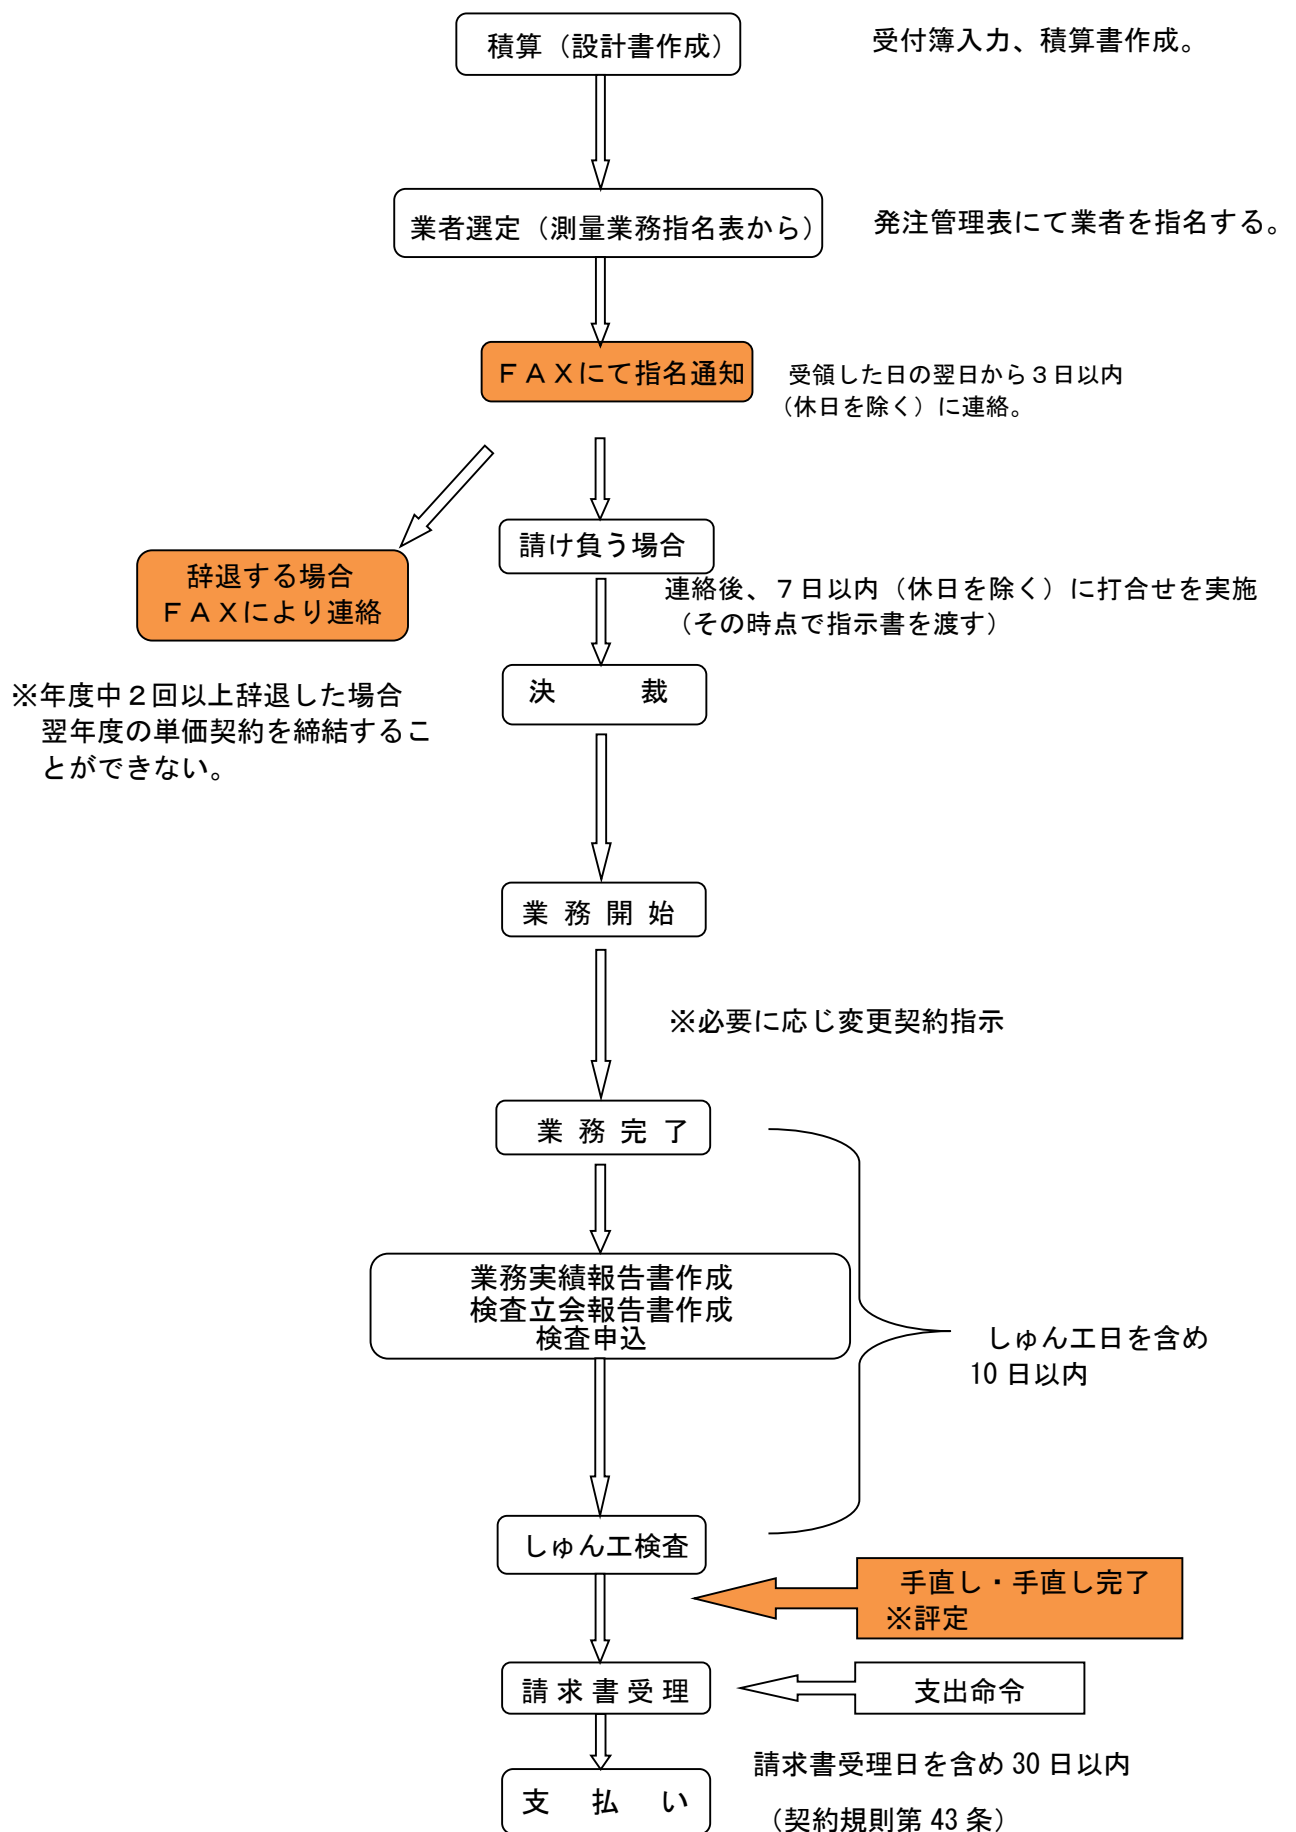 積算（設計書作成）
受付簿入力、積算書作成。
業者選定（測量業務指名表から）
発注管理表にて業者を指名する。
ＦＡＸにて指名通知
受領した日の翌日から３日以内
（休日を除く）に連絡。
請け負う場合
辞退する場合
ＦＡＸにより連絡
連絡後、７日以内（休日を除く）に打合せを実施
（その時点で指示書を渡す）
決　　　裁
※年度中２回以上辞退した場合
翌年度の単価契約を締結するこ
とができない。
業 務 開 始
※必要に応じ変更契約指示
業 務 完 了
業務実績報告書作成
検査立会報告書作成
検査申込
しゅん工日を含め
10 日以内
しゅん工検査
手直し・手直し完了
※評定
請 求 書 受 理
支出命令
請求書受理日を含め 30 日以内
支　払　い
（契約規則第 43 条）